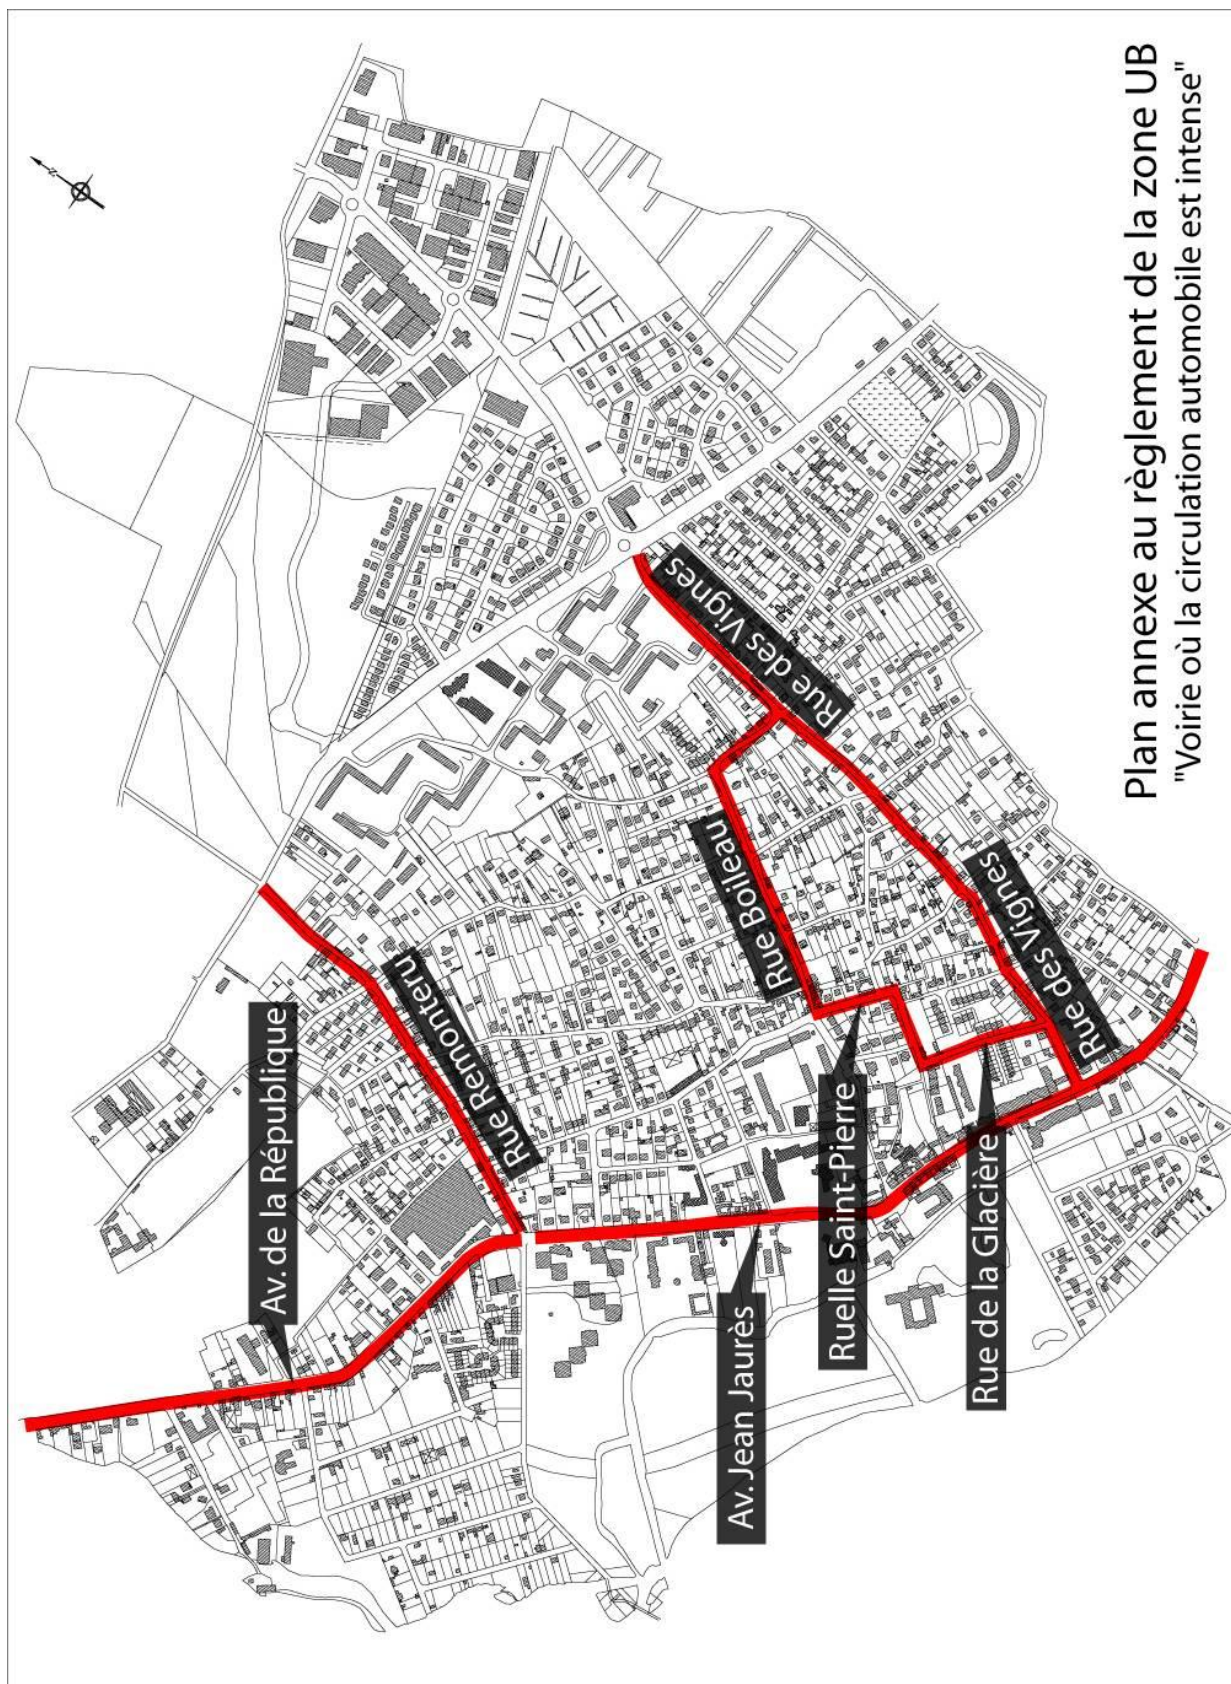 Plan annexe au règlement de la zone UB
"Voirie où la circulation automobile est intense"
N
Av. de la République
Rue Rémontéru
Rue des Vignes
Rue Boileau
Rue des Vignes
Ruelle Saint-Pierre
Rue de la Glacière
Av. Jean Jaurès